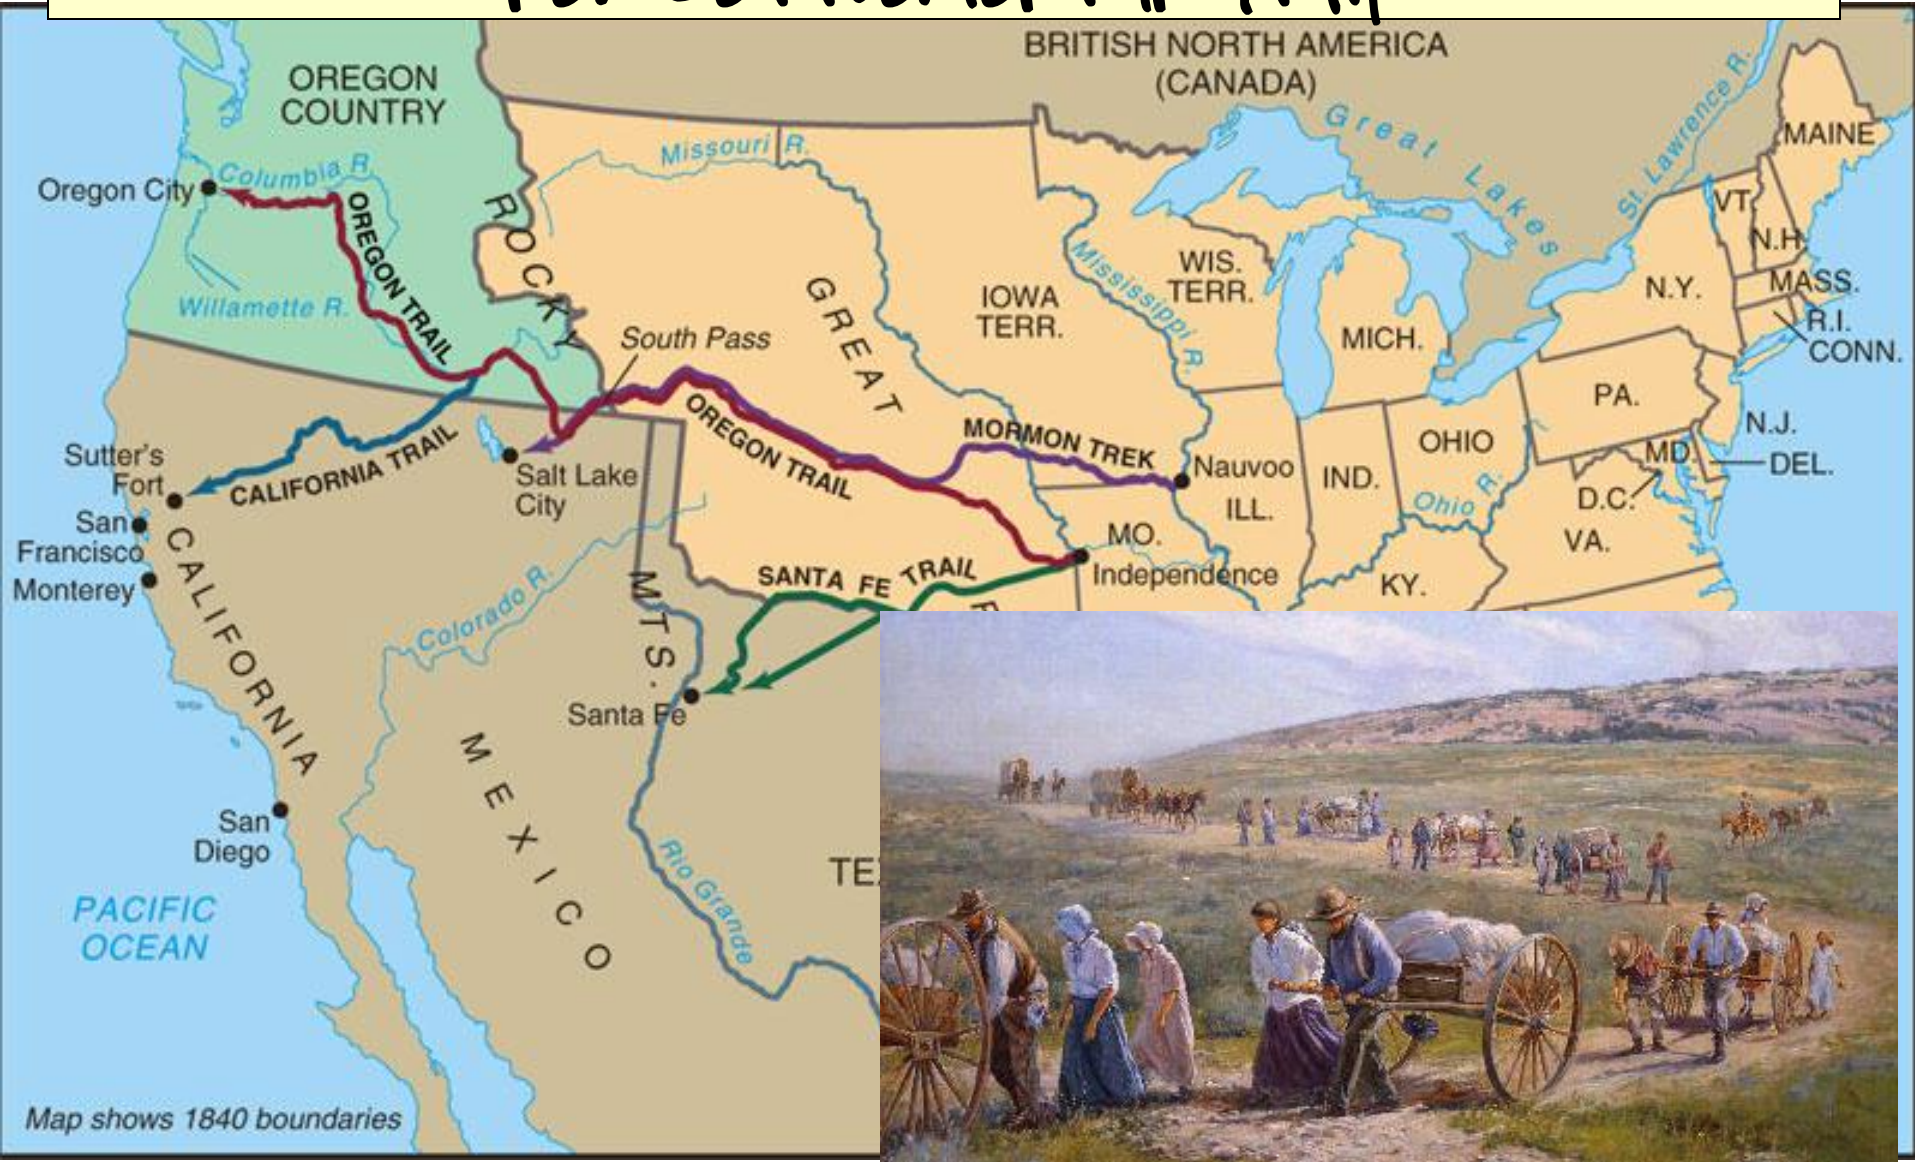 BRITISH NORTH AMERICA
(CANADA)
OREGON
COUNTRY
Great Lakes
St. Lawrence R.
MAINE
Missouri R.
Columbia R.
Oregon City
VT.
N.H.
ROCKY
OREGON TRAIL
Mississippi R.
WIS.
TERR.
MASS.
N.Y.
IOWA
TERR.
GREAT
Willamette R.
R.I.
CONN.
South Pass
MICH.
PA.
N.J.
OREGON TRAIL
MORMON TREK
OHIO
MD.
DEL.
Sutter's
Fort
CALIFORNIA TRAIL
Salt Lake
City
Nauvoo
IND.
ILL.
Ohio R.
D.C.
San
Francisco
MO.
VA.
Monterey
CALIFORNIA
MTS.
SANTA FE TRAIL
Independence
KY.
Colorado R.
Santa Fe
MEXICO
San
Diego
Rio Grande
PACIFIC
OCEAN
Map shows 1840 boundaries